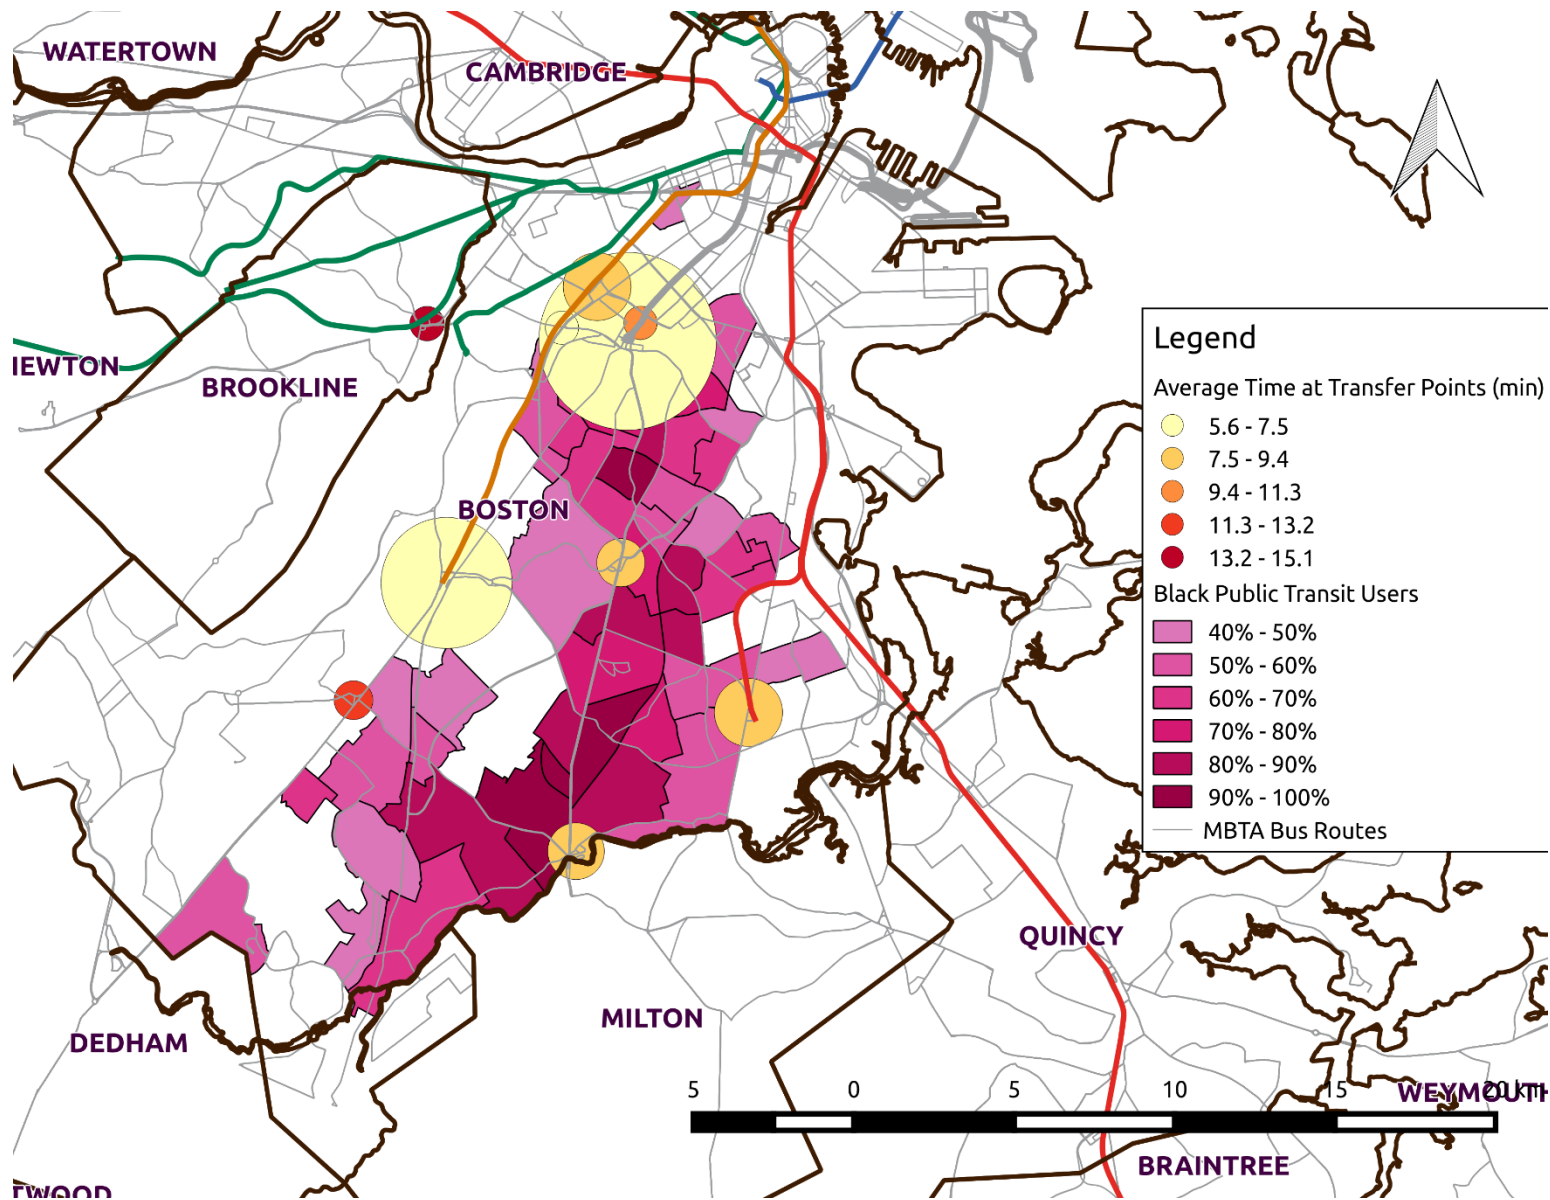 WATERTOWN
CAMBRIDGE
IEWTON
BROOKLINE
BOSTON
Legend
Average Time at Transfer Points (min)
5.6 - 7.5
7.5 - 9.4
9.4 - 11.3
11.3 - 13.2
13.2 - 15.1
Black Public Transit Users
40% - 50%
50% - 60%
60% - 70%
70% - 80%
80% - 90%
90% - 100%
MBTA Bus Routes
QUINCY
MILTON
DEDHAM
5 0 5 10 15 20 km
WEYMOUTH
BRAINTREE
TWOOD